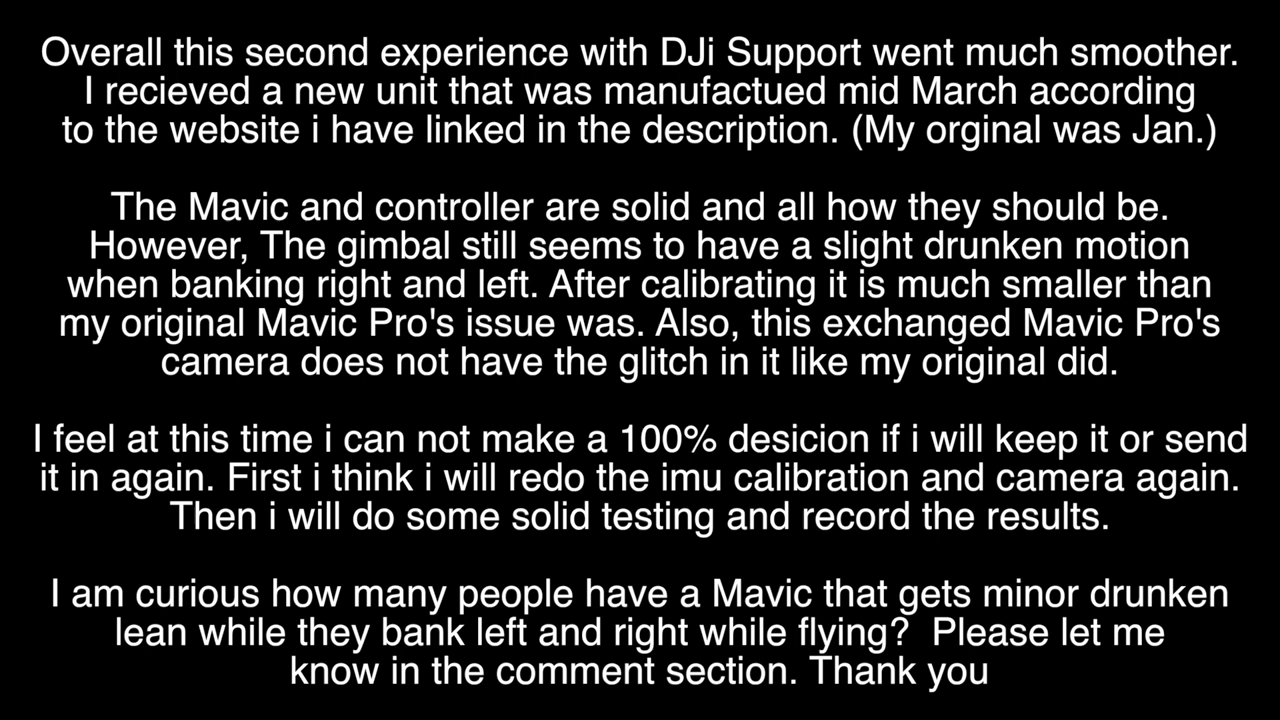 Overall this second experience with DJi Support went much smoother.
I recieved a new unit that was manufactued mid March according
to the website i have linked in the description. (My orginal was Jan.)
The Mavic and controller are solid and all how they should be.
However, The gimbal still seems to have a slight drunken motion
when banking right and left. After calibrating it is much smaller than
my original Mavic Pro's issue was. Also, this exchanged Mavic Pro's
camera does not have the glitch in it like my original did.
I feel at this time i can not make a 100% desicion if i will keep it or send
it in again. First i think i will redo the imu calibration and camera again.
Then i will do some solid testing and record the results.
I am curious how many people have a Mavic that gets minor drunken
lean while they bank left and right while flying?  Please let me
know in the comment section. Thank you